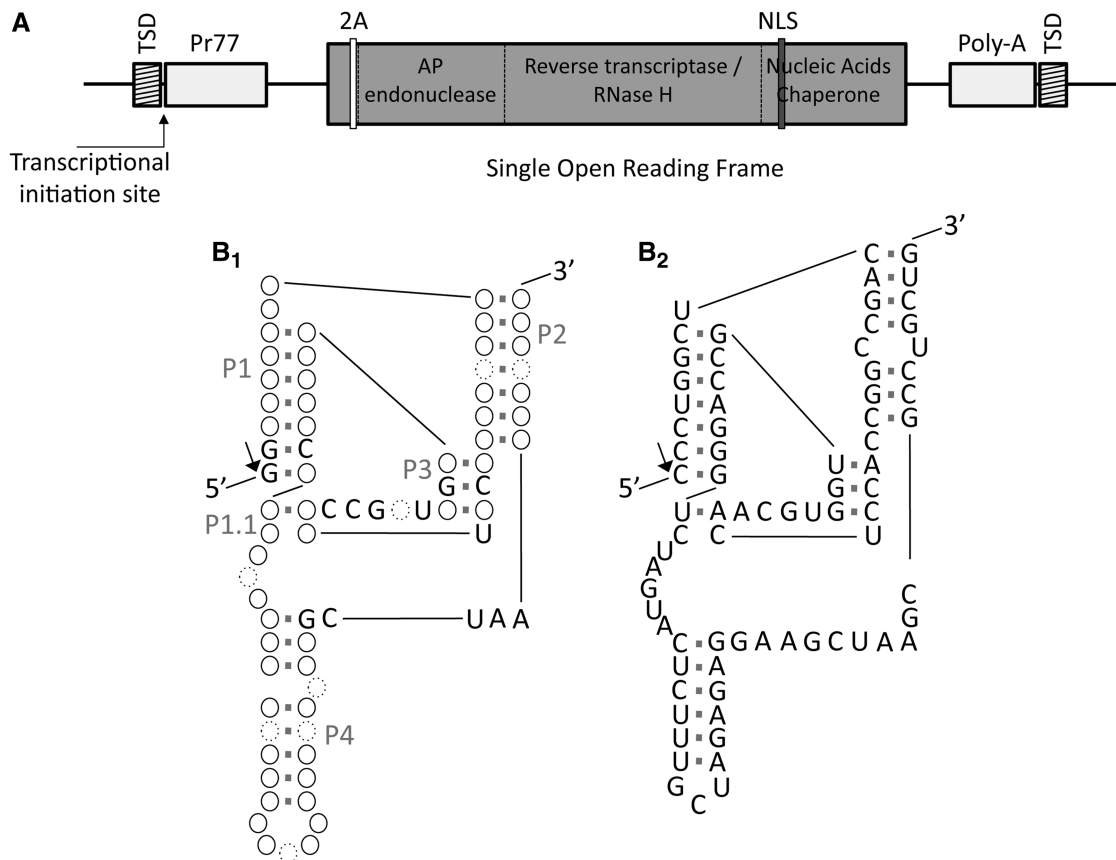 A
TSD
Pr77
2A
NLS
Poly-A
TSD
AP
endonuclease
Reverse transcriptase /
RNase H
Nucleic Acids
Chaperone
Transcriptional
initiation site
Single Open Reading Frame
B1
3’
P2
P1
G C
G
5’
P3
G C
P1.1
C C G U
U
G C U A A
P4
B2
3’
C G
A U
G C
U
C G
C G
G C
C U
G C
G C
U A
G C
C G
C G
C G
C
C G
U A
5’
G C
U A A C G U G C
C C U
U
A
G
C
U
G
A
C G G A A G C U A A
U A
C G
U A
U G
U A
G U
C